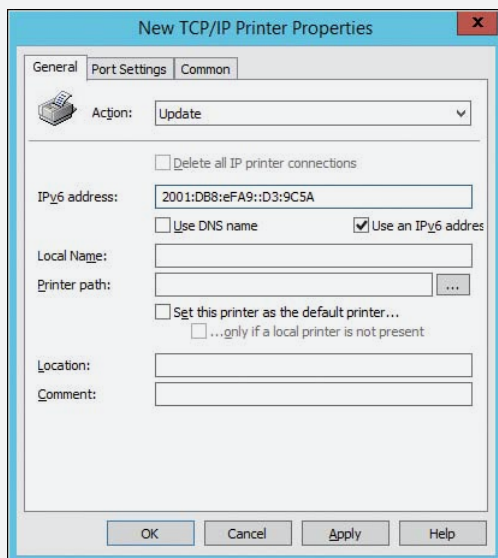 New TCP/IP Printer Properties
x
General Port Settings Common
Action: Update
Delete all IP printer connections
IPv6 address: 2001:DB8:eFA9::D3:9C5A
Use DNS name Use an IPv6 addres
Local Name:
Printer path: ...
Set this printer as the default printer...
...only if a local printer is not present
Location:
Comment:
OK Cancel Apply Help